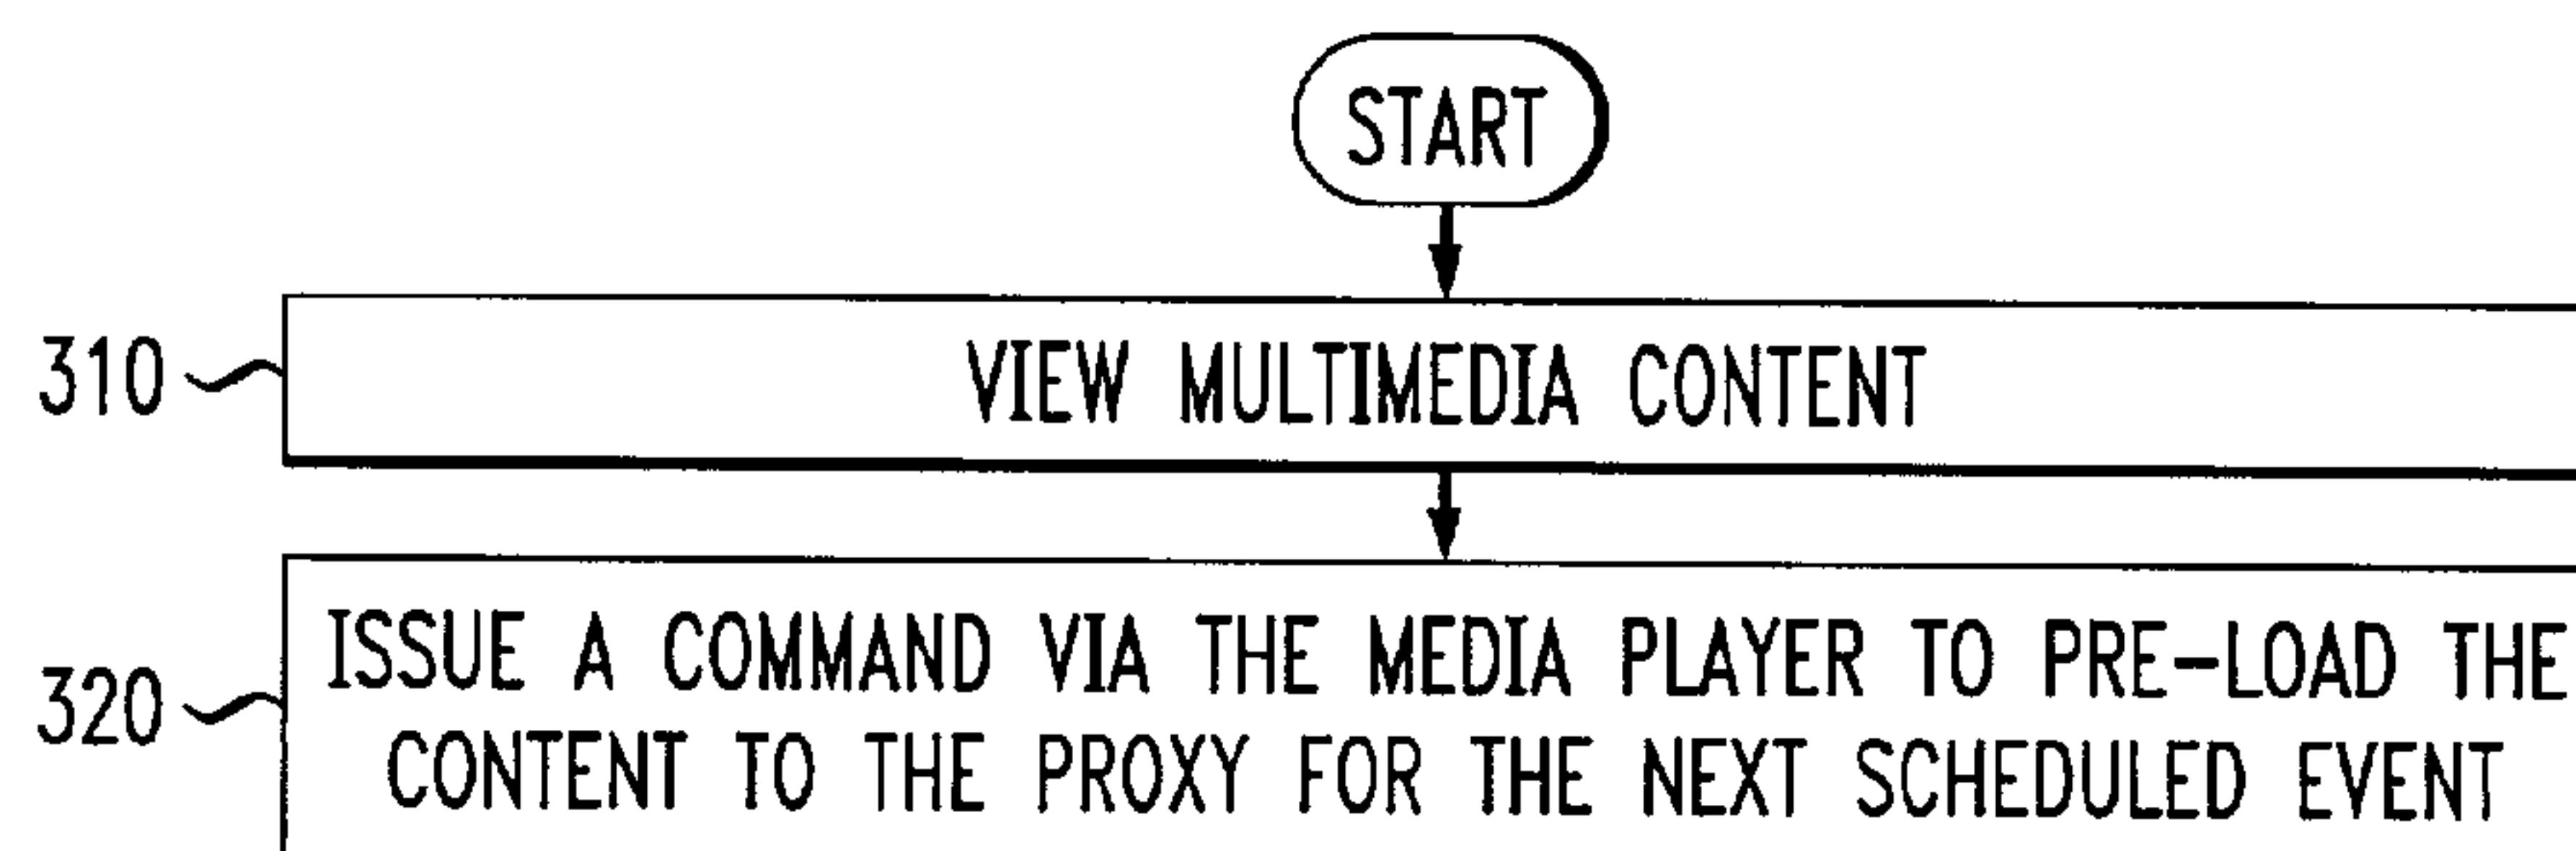 START
310
VIEW MULTIMEDIA CONTENT
320
ISSUE A COMMAND VIA THE MEDIA PLAYER TO PRE-LOAD THE
CONTENT TO THE PROXY FOR THE NEXT SCHEDULED EVENT